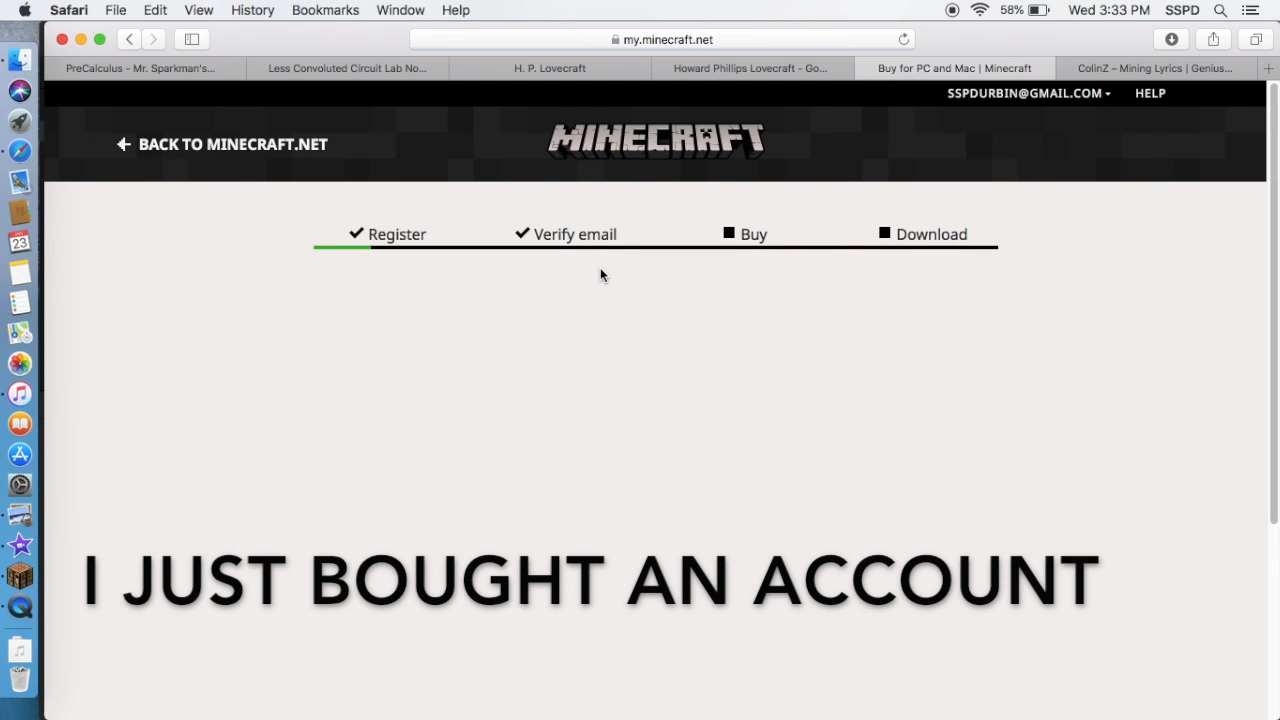 Safari File Edit View History Bookmarks Window Help 58% Wed 3:33 PM SSPD
my.minecraft.net
PreCalculus - Mr. Sparkman's... Less Convoluted Circuit Lab No... H. P. Lovecraft Howard Phillips Lovecraft - Go... Buy for PC and Mac | Minecraft ColinZ – Mining Lyrics | Genius...
SSPDURBIN@GMAIL.COM HELP
BACK TO MINECRAFT.NET MINECRAFT
Register Verify email Buy Download
I JUST BOUGHT AN ACCOUNT
23